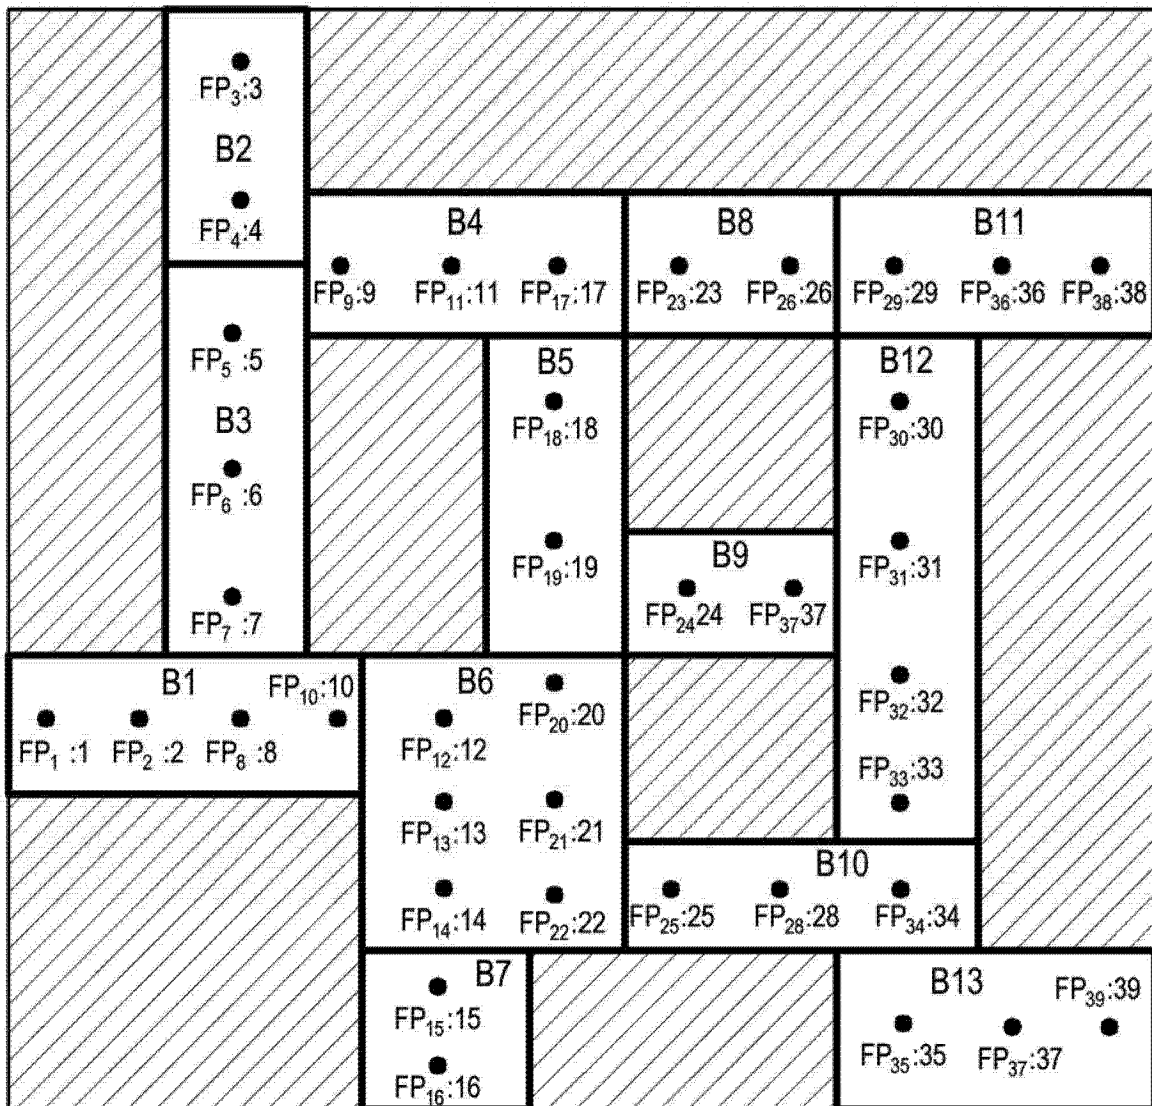 FP₃:3
B2
FP₄:4
B4
B8
B11
FP₉:9 FP₁₁:11 FP₁₇:17 FP₂₃:23 FP₂₆:26 FP₂₉:29 FP₃₆:36 FP₃₈:38
FP₅ :5
B5
B12
B3
FP₁₈:18
FP₃₀:30
FP₆ :6
B9
FP₁₉:19
FP₃₁:31
FP₇ :7
FP₂₄24 FP₃₇37
B1
FP₁₀:10
B6
FP₁ :1 FP₂ :2 FP₈ :8
FP₁₂:12
FP₂₀:20
FP₃₂:32
FP₃₃:33
FP₁₃:13 FP₂₁:21
B10
FP₁₄:14 FP₂₂:22 FP₂₅:25 FP₂₈:28 FP₃₄:34
B7
B13
FP₃₉:39
FP₁₅:15
FP₃₅:35 FP₃₇:37
FP₁₆:16